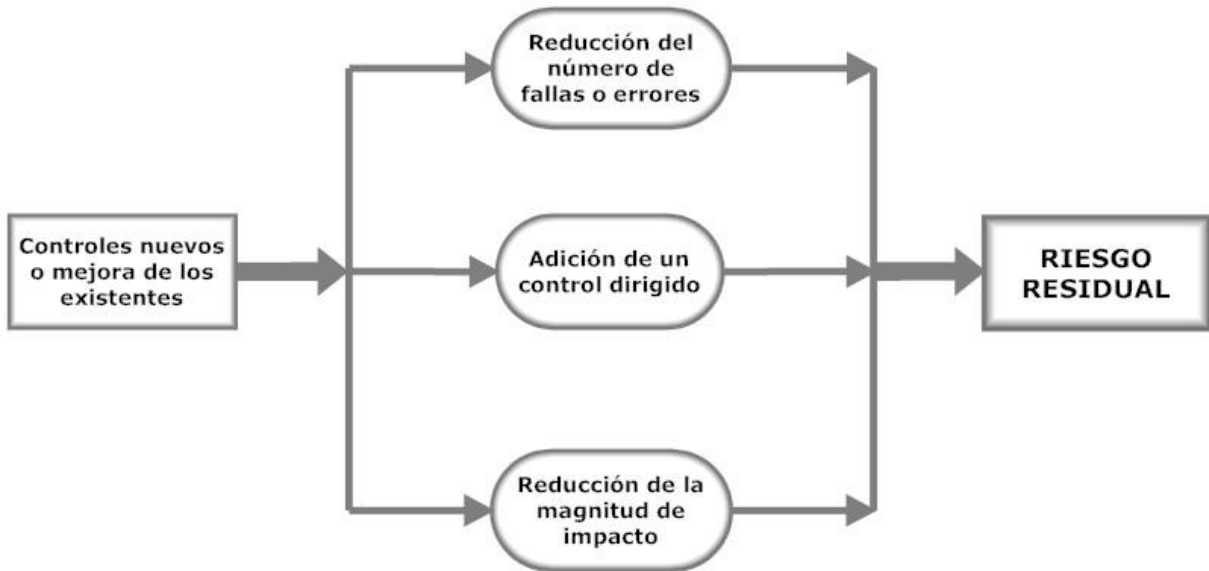 Reducción del
número de
fallas o errores
Controles nuevos
o mejora de los
existentes
Adición de un
control dirigido
RIESGO
RESIDUAL
Reducción de la
magnitud de
impacto